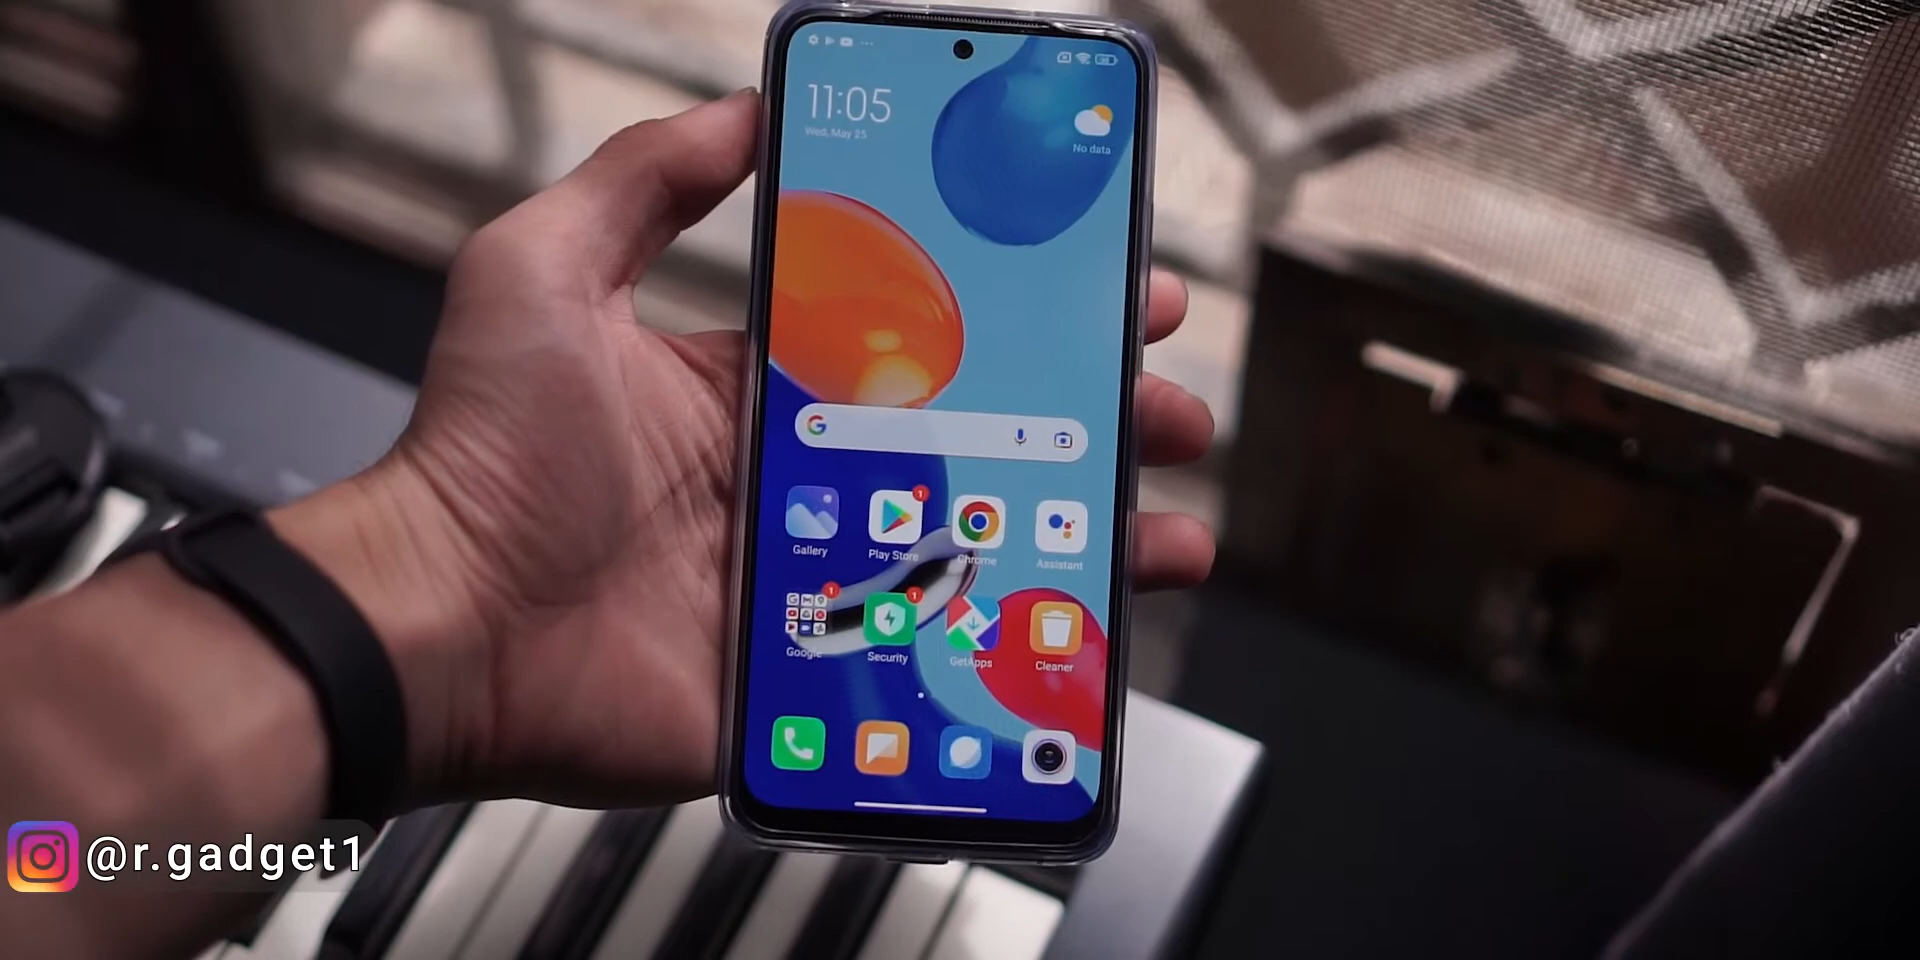 11:05
Wed, May 25
No data
Gallery
Play Store
Chrome
Assistant
Google
Security
GetApps
Cleaner
@r.gadget1